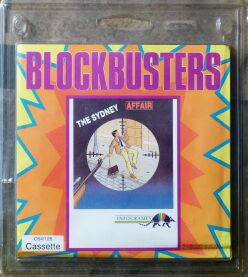 BLOCKBUSTERS
THE SYDNEY
AFFAIR
INFOGRAMES
C64/128
Cassette